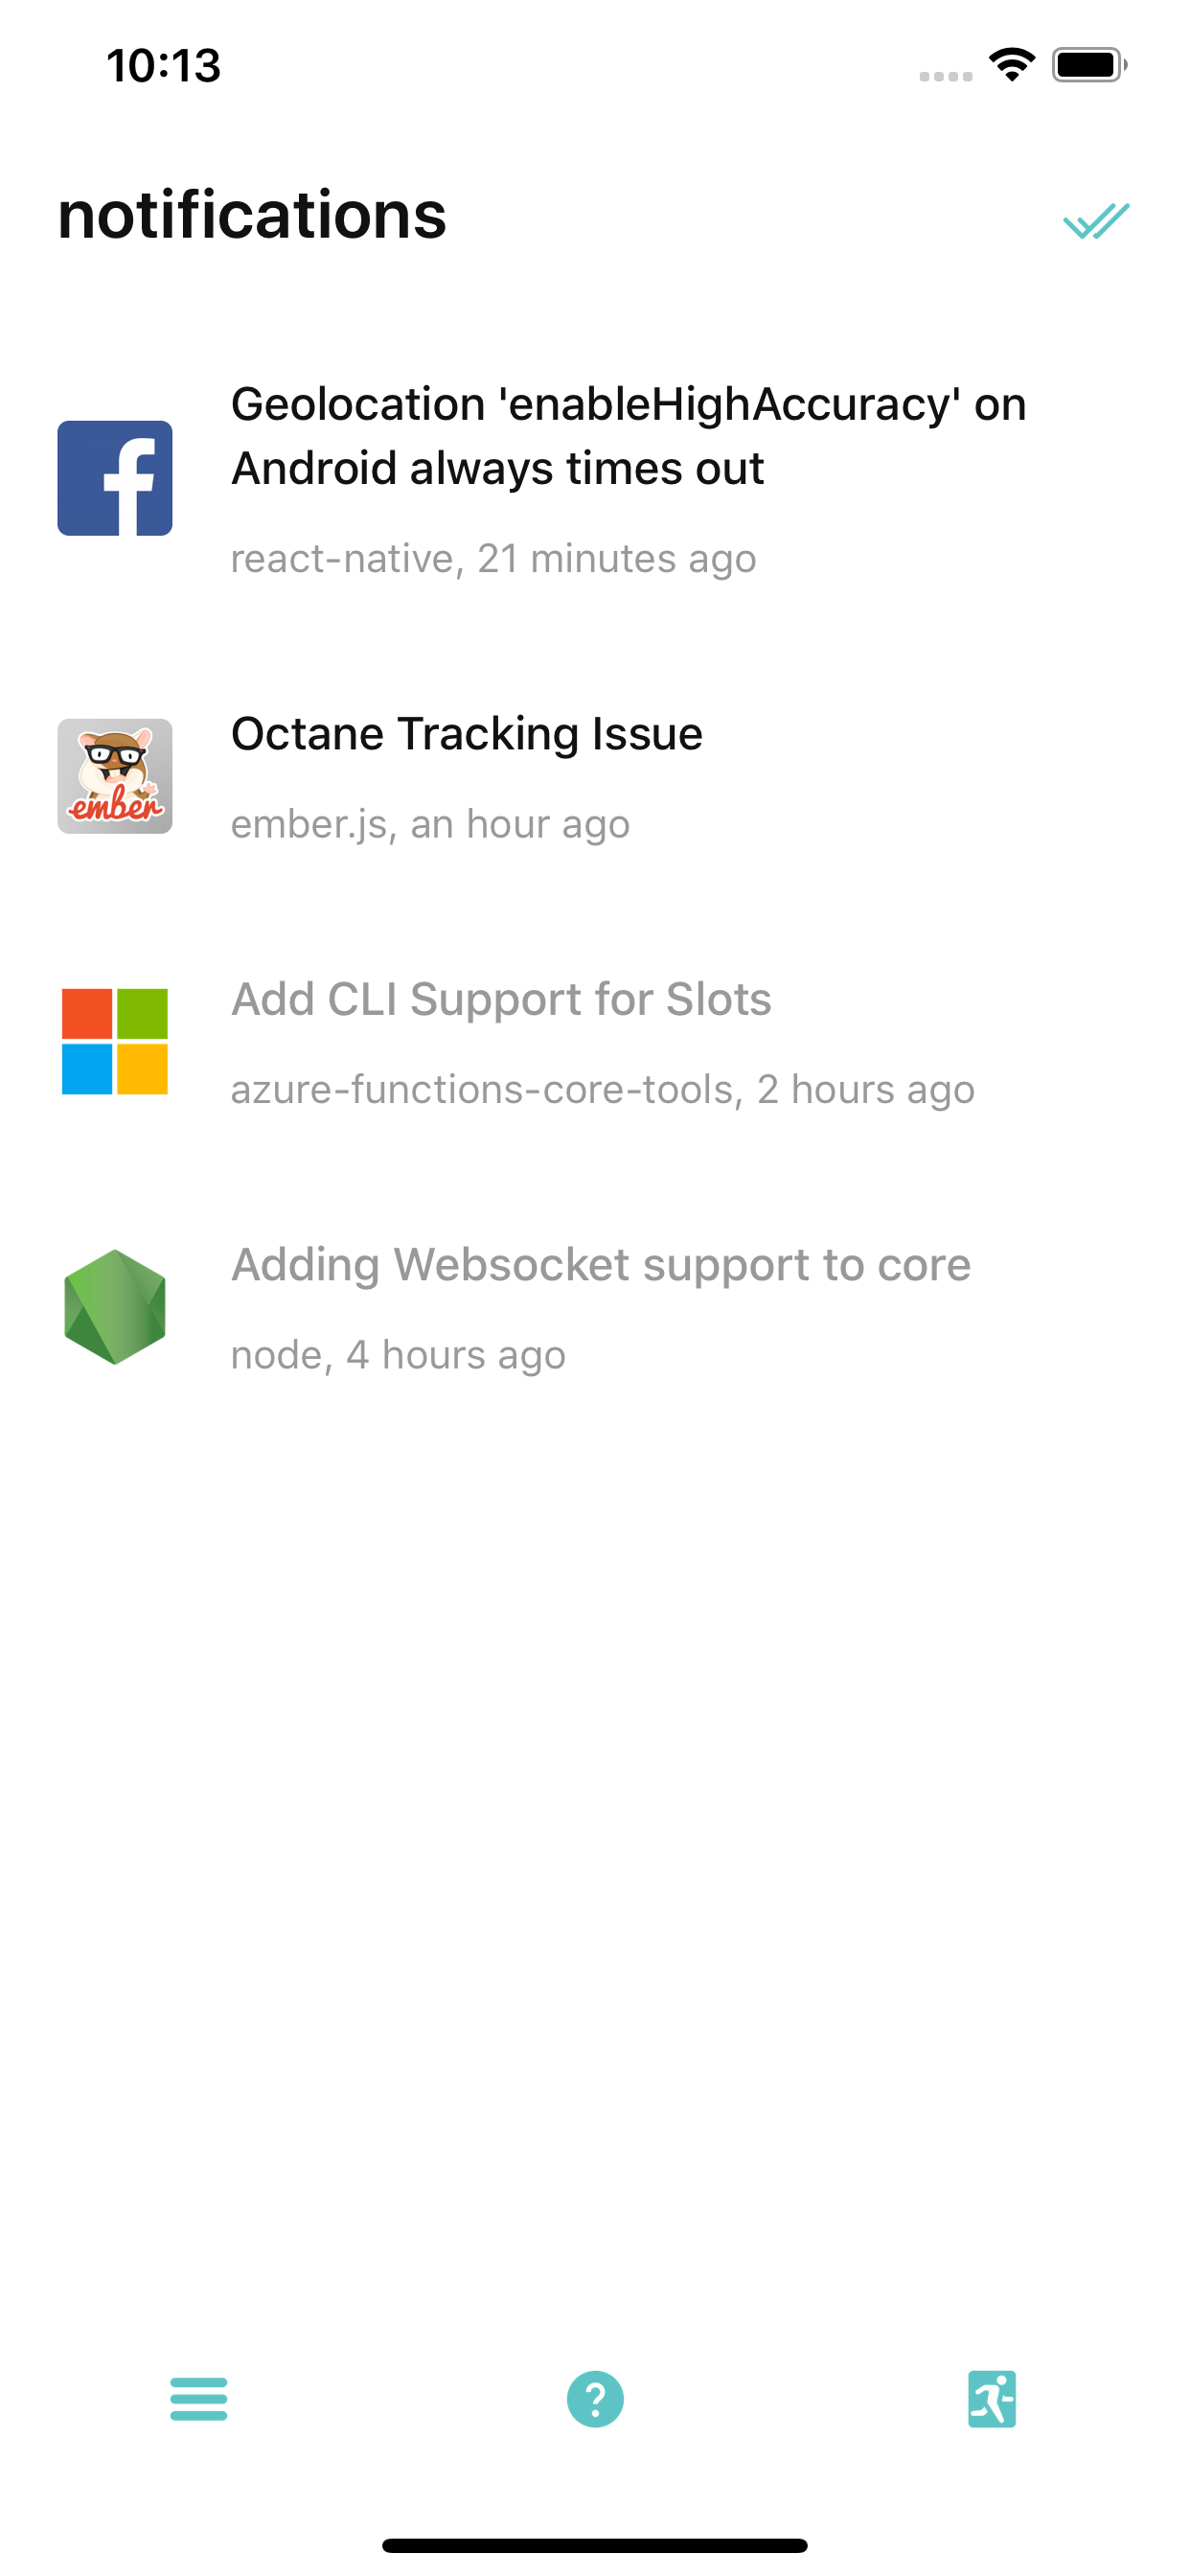 10:13
notifications
Geolocation 'enableHighAccuracy' on
Android always times out
react-native, 21 minutes ago
ember
Octane Tracking Issue
ember.js, an hour ago
Add CLI Support for Slots
azure-functions-core-tools, 2 hours ago
Adding Websocket support to core
node, 4 hours ago
?